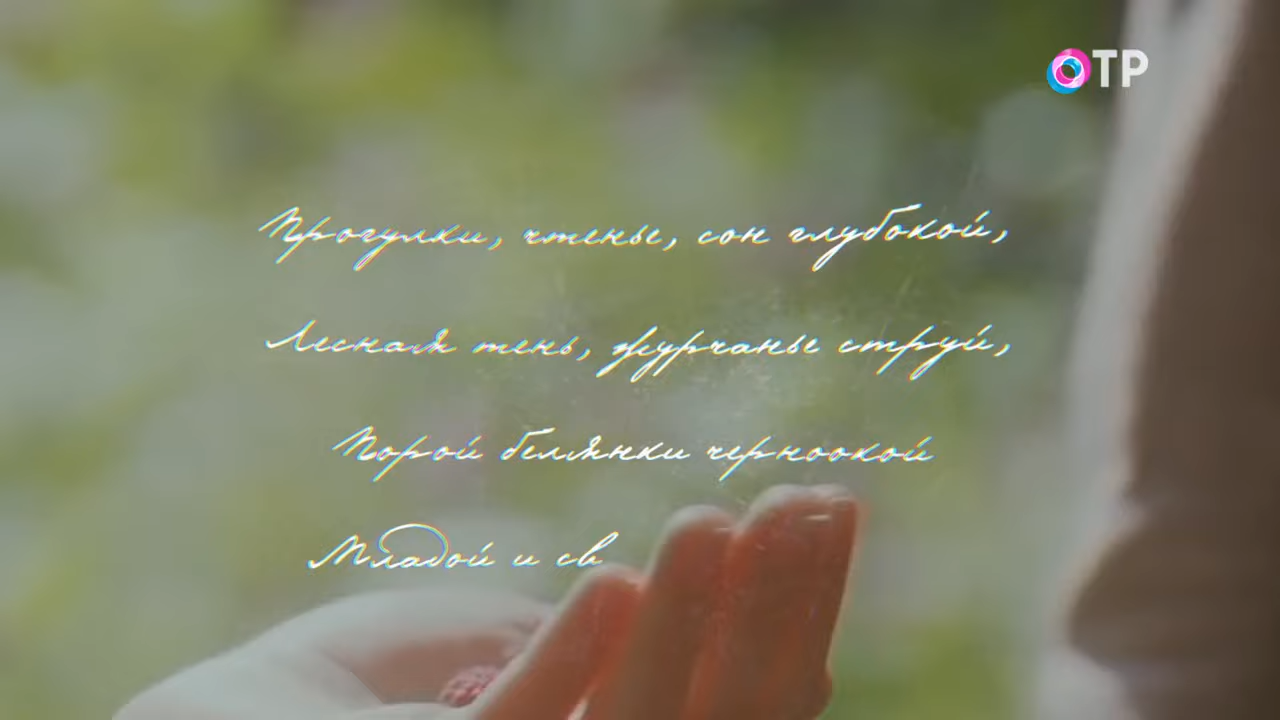 ОТР
Прогулки, чтенье, сон глубокой,
Лесная тень, журчанье струй,
Порой белянки черноокой
Младой и св